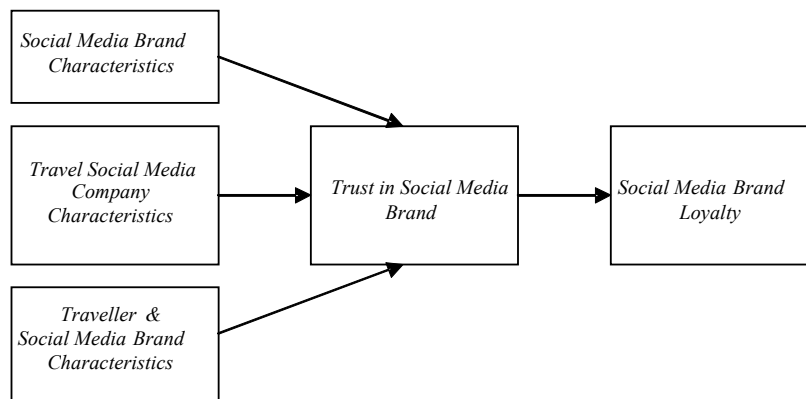 Social Media Brand
Characteristics
Travel Social Media
Company
Characteristics
Traveller &
Social Media Brand
Characteristics
Trust in Social Media
Brand
Social Media Brand
Loyalty